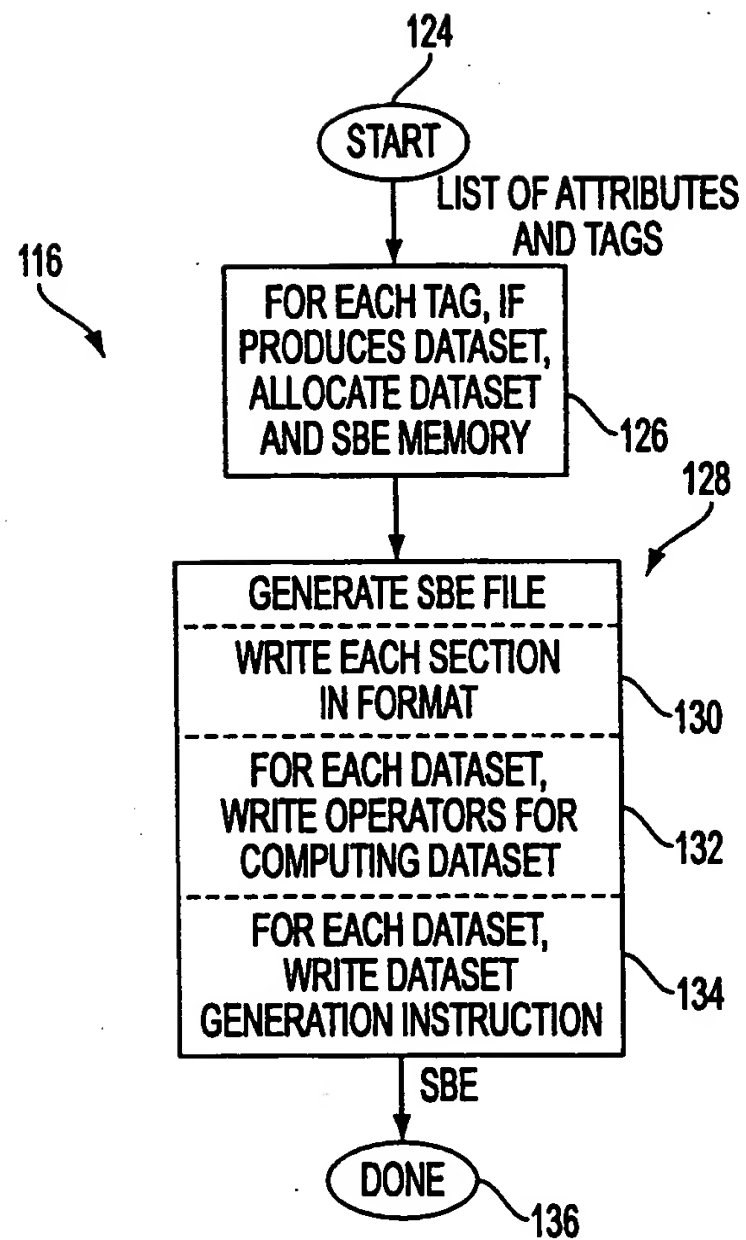 124
START
LIST OF ATTRIBUTES
AND TAGS
116
FOR EACH TAG, IF
PRODUCES DATASET,
ALLOCATE DATASET
AND SBE MEMORY
126
128
GENERATE SBE FILE
WRITE EACH SECTION
IN FORMAT
130
FOR EACH DATASET,
WRITE OPERATORS FOR
COMPUTING DATASET
132
FOR EACH DATASET,
WRITE DATASET
GENERATION INSTRUCTION
134
SBE
DONE
136